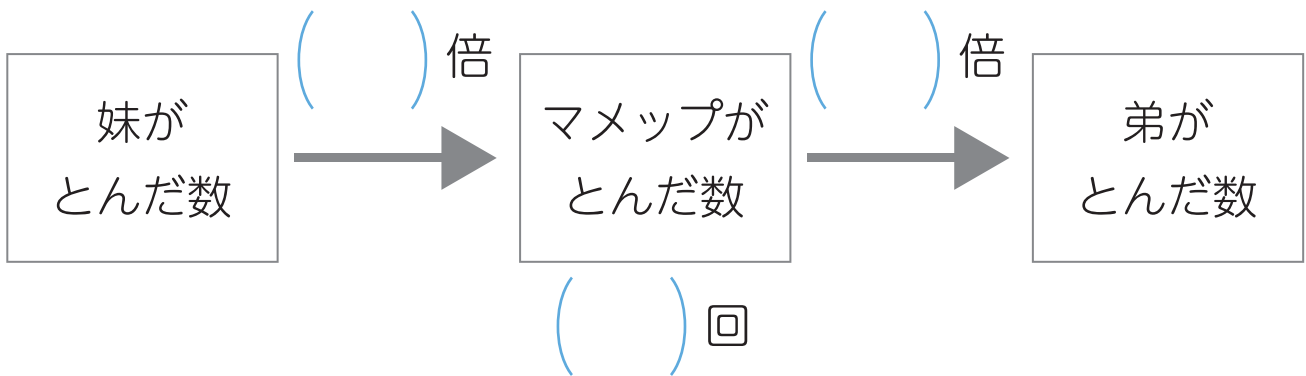 ( )倍
( )倍
妹が
とんだ数
マメップが
とんだ数
弟が
とんだ数
( )回